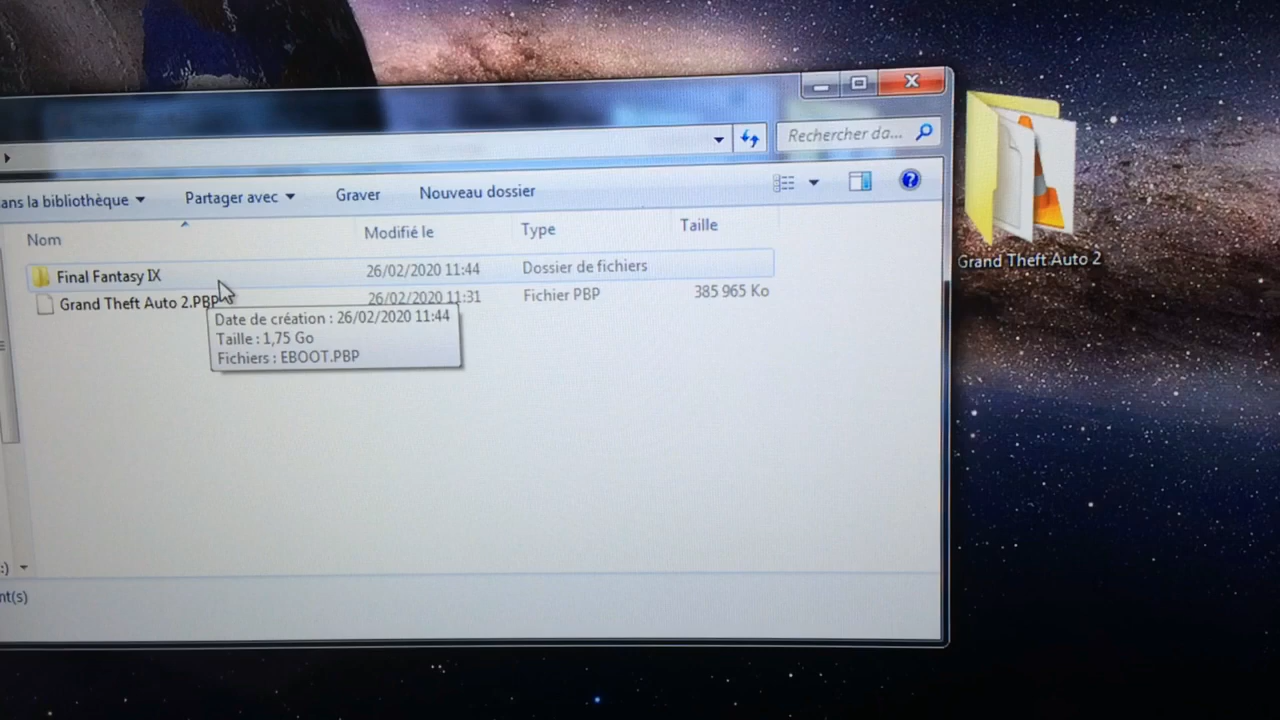 Rechercher da...
ans la bibliothèque
Partager avec
Graver
Nouveau dossier
Nom
Modifié le
Type
Taille
Final Fantasy IX
26/02/2020 11:44
Dossier de fichiers
Grand Theft Auto 2.PBP
26/02/2020 11:31
Fichier PBP
385 965 Ko
Date de création : 26/02/2020 11:44
Taille : 1,75 Go
Fichiers : EBOOT.PBP
Grand Theft Auto 2
:)
nt(s)